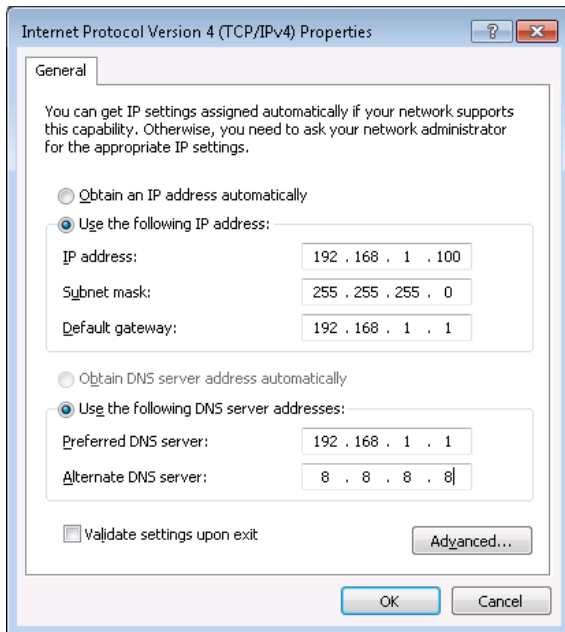 Internet Protocol Version 4 (TCP/IPv4) Properties
General
You can get IP settings assigned automatically if your network supports
this capability. Otherwise, you need to ask your network administrator
for the appropriate IP settings.
Obtain an IP address automatically
Use the following IP address:
IP address: 192 . 168 . 1 . 100
Subnet mask: 255 . 255 . 255 . 0
Default gateway: 192 . 168 . 1 . 1
Obtain DNS server address automatically
Use the following DNS server addresses:
Preferred DNS server: 192 . 168 . 1 . 1
Alternate DNS server: 8 . 8 . 8 . 8
Validate settings upon exit
Advanced...
OK Cancel